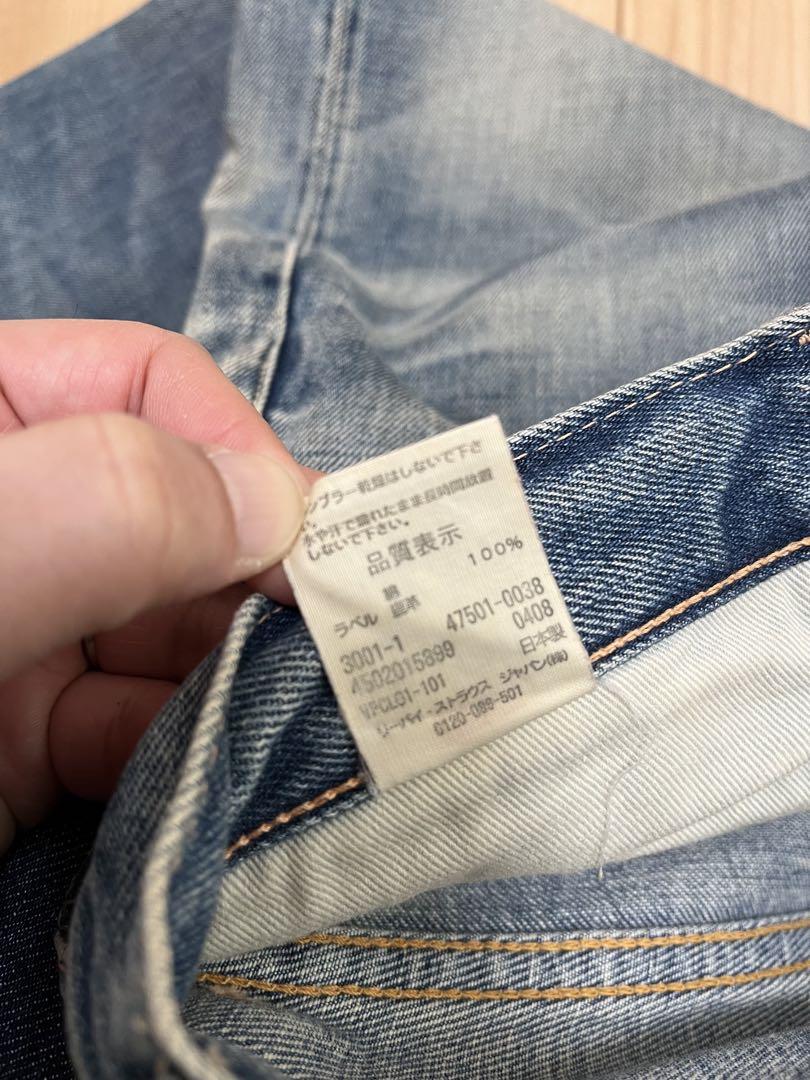 ンブラー乾燥はしないで下さ
い。
水や汗で濡れたまま長時間放置
しないで下さい。
品質表示
綿 100%
ラベル
3001-1 47501-0038
4502015899 0408
VPCL01-101 日本製
リーバイ・ストラウス ジャパン(株)
0120-099-501